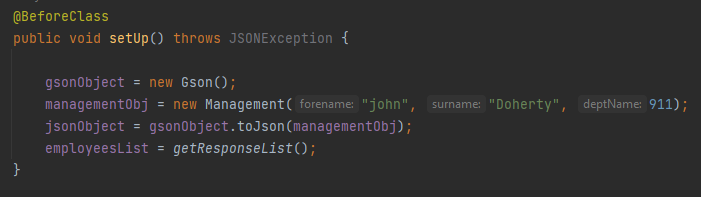 @BeforeClass
public void setUp() throws JSONException {
gsonObject = new Gson();
managementObj = new Management( forename: "john", surname: "Doherty", deptName: 911);
jsonObject = gsonObject.toJson(managementObj);
employeesList = getResponseList();
}